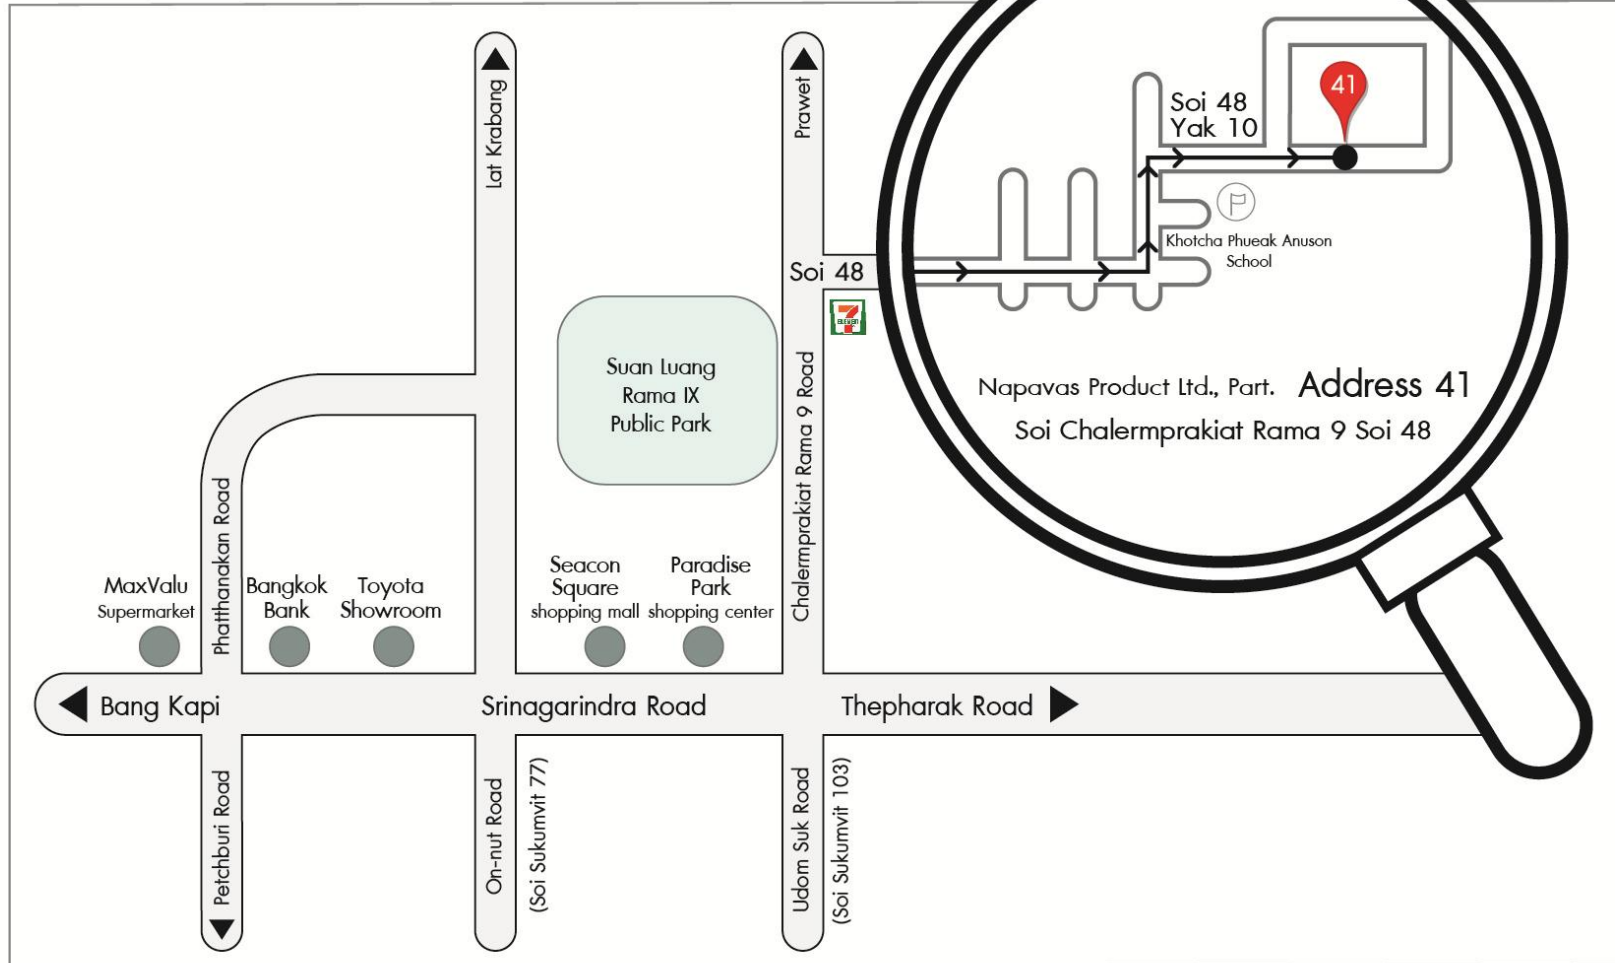 Lat Krabang
Prawet
Soi 48
Yak 10
41
Khotcha Phueak Anuson
School
Soi 48
7
ELEVEN
Suan Luang
Rama IX
Public Park
Chalermprakiat Rama 9 Road
Napavas Product Ltd., Part. Address 41
Soi Chalermprakiat Rama 9 Soi 48
Phatthanakan Road
MaxValu
Supermarket
Bangkok
Bank
Toyota
Showroom
Seacon
Square
shopping mall
Paradise
Park
shopping center
Bang Kapi
Srinagarindra Road
Thepharak Road
Petchburi Road
On-nut Road
(Soi Sukumvit 77)
Udom Suk Road
(Soi Sukumvit 103)